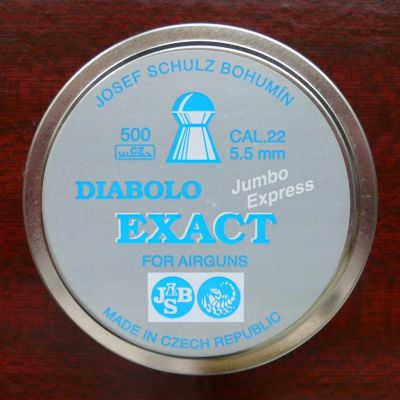 JOSEF SCHULZ BOHUMÍN
500
CZ
CAL.22
5.5 mm
DIABOLO
Jumbo
Express
EXACT
FOR AIRGUNS
JSB
MADE IN CZECH REPUBLIC